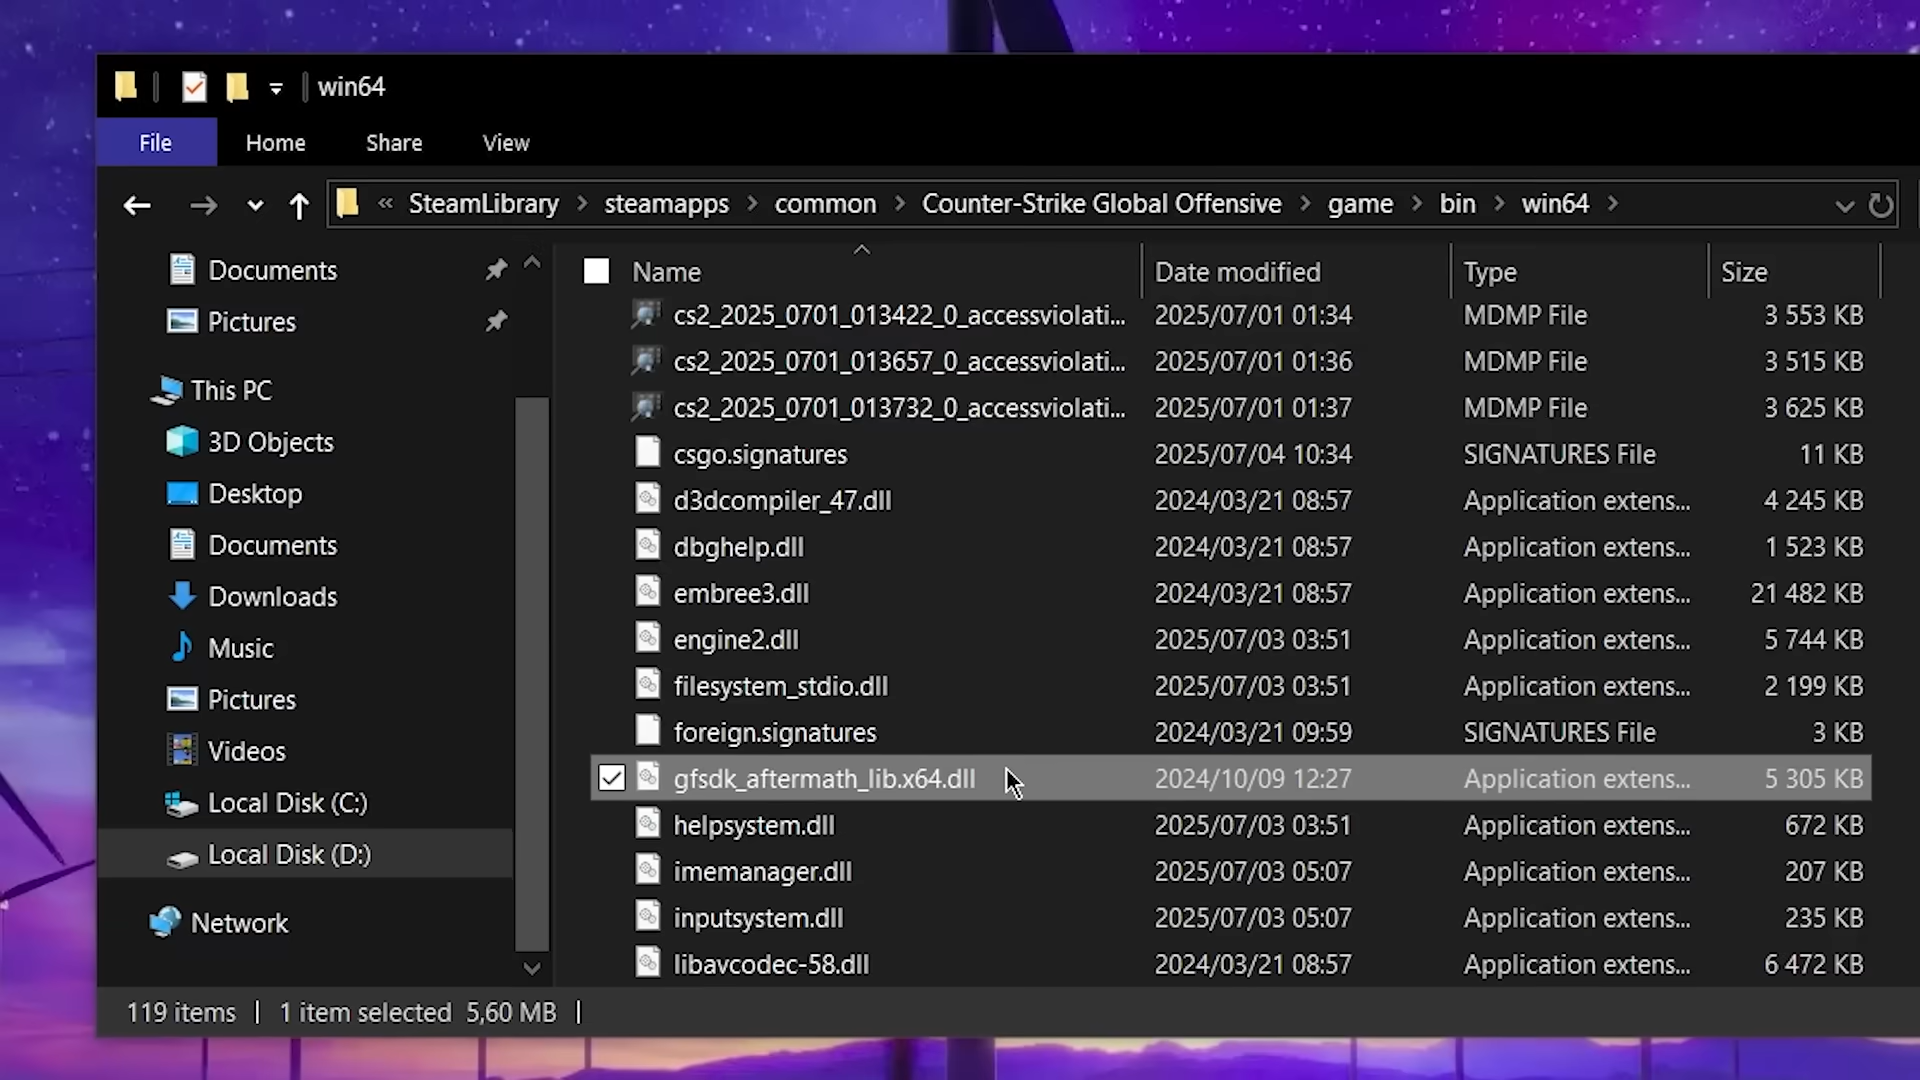 win64
File Home Share View
« SteamLibrary > steamapps > common > Counter-Strike Global Offensive > game > bin > win64 >
Documents
Pictures
This PC
3D Objects
Desktop
Documents
Downloads
Music
Pictures
Videos
Local Disk (C:)
Local Disk (D:)
Network
Name Date modified Type Size
cs2_2025_0701_013422_0_accessviolati... 2025/07/01 01:34 MDMP File 3 553 KB
cs2_2025_0701_013657_0_accessviolati... 2025/07/01 01:36 MDMP File 3 515 KB
cs2_2025_0701_013732_0_accessviolati... 2025/07/01 01:37 MDMP File 3 625 KB
csgo.signatures 2025/07/04 10:34 SIGNATURES File 11 KB
d3dcompiler_47.dll 2024/03/21 08:57 Application extens... 4 245 KB
dbghelp.dll 2024/03/21 08:57 Application extens... 1 523 KB
embree3.dll 2024/03/21 08:57 Application extens... 21 482 KB
engine2.dll 2025/07/03 03:51 Application extens... 5 744 KB
filesystem_stdio.dll 2025/07/03 03:51 Application extens... 2 199 KB
foreign.signatures 2024/03/21 09:59 SIGNATURES File 3 KB
gfsdk_aftermath_lib.x64.dll 2024/10/09 12:27 Application extens... 5 305 KB
helpsystem.dll 2025/07/03 03:51 Application extens... 672 KB
imemanager.dll 2025/07/03 05:07 Application extens... 207 KB
inputsystem.dll 2025/07/03 05:07 Application extens... 235 KB
libavcodec-58.dll 2024/03/21 08:57 Application extens... 6 472 KB
119 items | 1 item selected 5,60 MB |